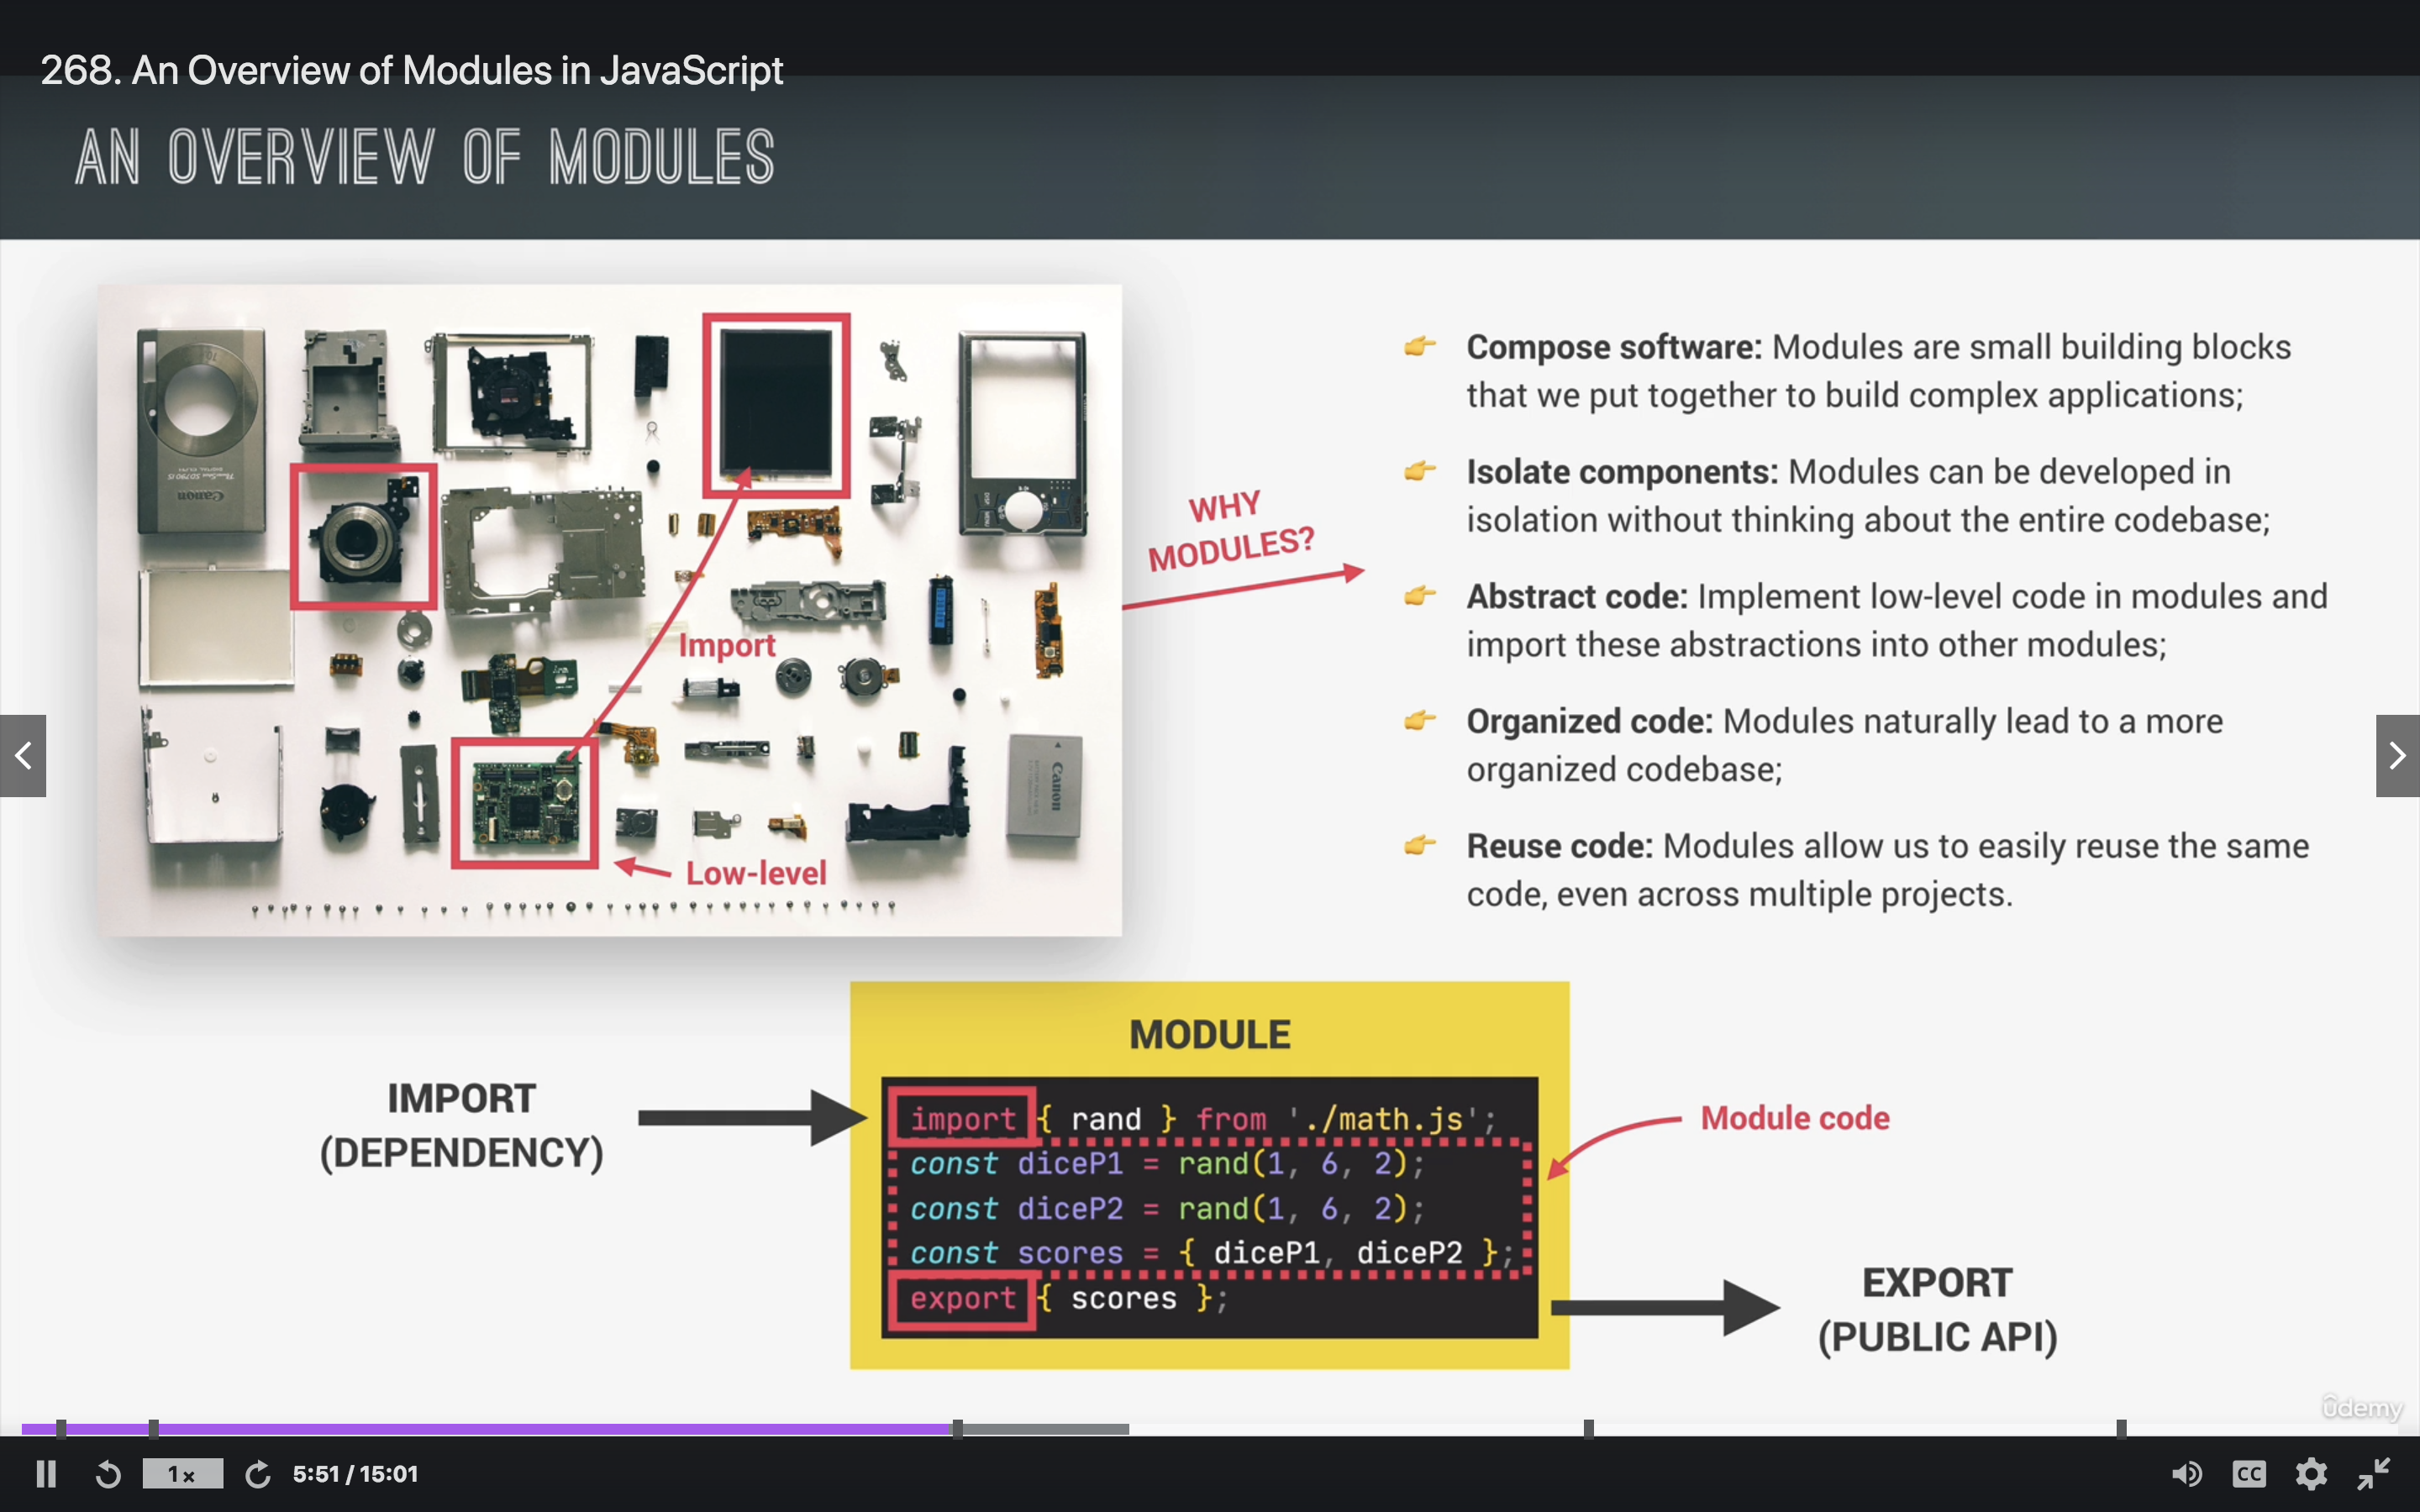 268. An Overview of Modules in JavaScript
AN OVERVIEW OF MODULES
Canon
Import
Low-level
Canon
WHY
MODULES?
👉 Compose software: Modules are small building blocks
that we put together to build complex applications;
👉 Isolate components: Modules can be developed in
isolation without thinking about the entire codebase;
👉 Abstract code: Implement low-level code in modules and
import these abstractions into other modules;
👉 Organized code: Modules naturally lead to a more
organized codebase;
👉 Reuse code: Modules allow us to easily reuse the same
code, even across multiple projects.
IMPORT
(DEPENDENCY)
MODULE
import { rand } from './math.js';
const diceP1 = rand(1, 6, 2);
const diceP2 = rand(1, 6, 2);
const scores = { diceP1, diceP2 };
export { scores };
Module code
EXPORT
(PUBLIC API)
ûdemy
1x
5:51 / 15:01
CC